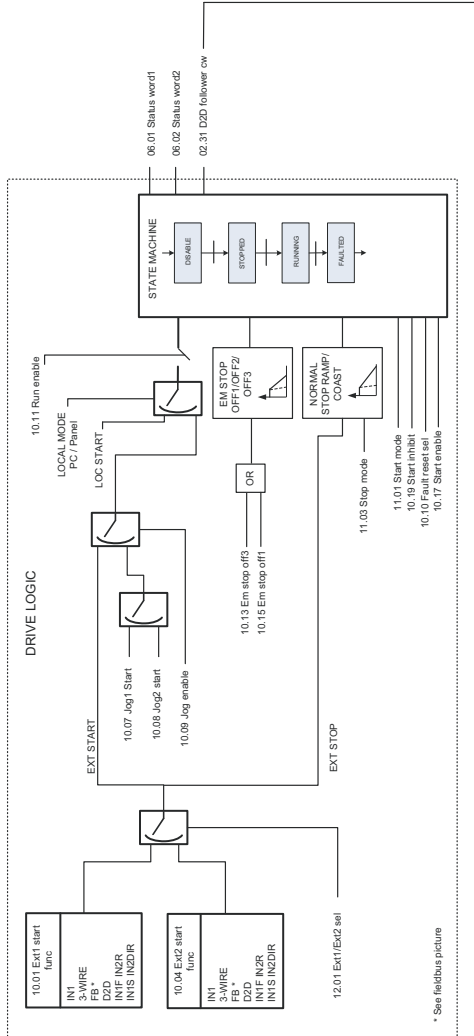 DRIVE LOGIC
10.01 Ext1 start
func
IN1
3-WIRE
FB *
D2D
IN1F IN2R
IN1S IN2DIR
10.04 Ext2 start
func
IN1
3-WIRE
FB *
D2D
IN1F IN2R
IN1S IN2DIR
12.01 Ext1/Ext2 sel
EXT START
EXT STOP
10.07 Jog1 Start
10.08 Jog2 start
10.09 Jog enable
LOCAL MODE
PC / Panel
LOC START
10.11 Run enable
10.13 Em stop off3
10.15 Em stop off1
OR
EM STOP
OFF1/OFF2/
OFF3
NORMAL
STOP RAMP/
COAST
11.03 Stop mode
11.01 Start mode
10.19 Start inhibit
10.10 Fault reset sel
10.17 Start enable
STATE MACHINE
DISABLE
STOPPED
RUNNING
FAULTED
06.01 Status word1
06.02 Status word2
02.31 D2D follower cw
* See fieldbus picture